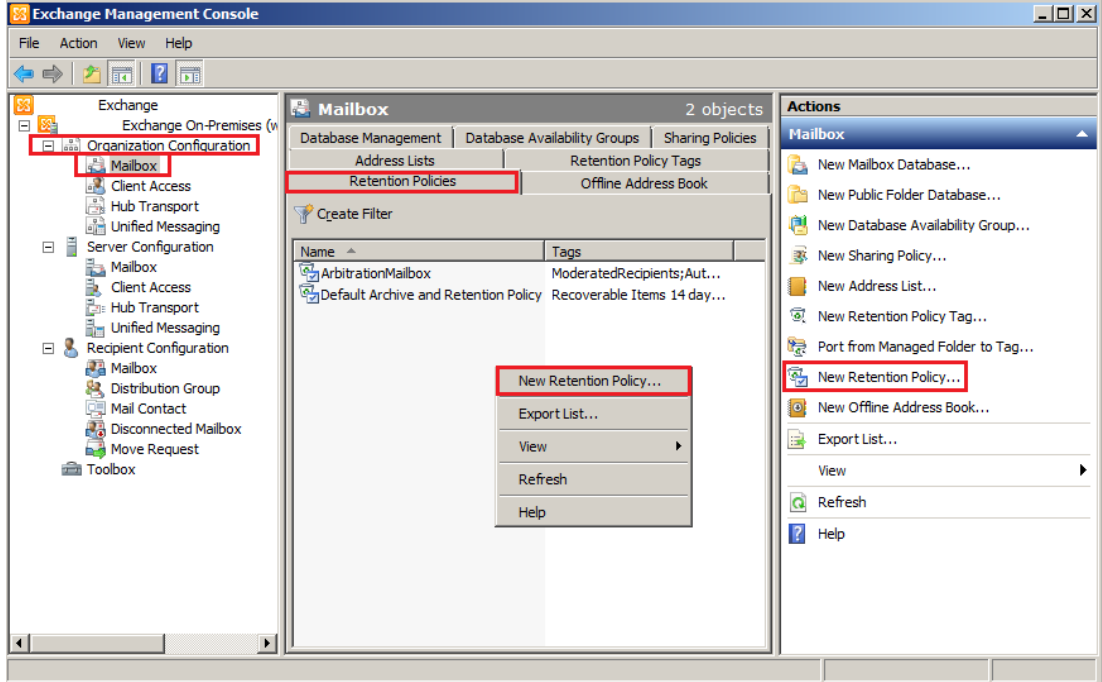 Exchange Management Console
File Action View Help
Exchange
Exchange On-Premises (w
Organization Configuration
Mailbox
Client Access
Hub Transport
Unified Messaging
Server Configuration
Mailbox
Client Access
Hub Transport
Unified Messaging
Recipient Configuration
Mailbox
Distribution Group
Mail Contact
Disconnected Mailbox
Move Request
Toolbox
Mailbox 2 objects
Database Management Database Availability Groups Sharing Policies
Address Lists Retention Policy Tags
Retention Policies Offline Address Book
Create Filter
Name Tags
ArbitrationMailbox ModeratedRecipients;Aut...
Default Archive and Retention Policy Recoverable Items 14 day...
New Retention Policy...
Export List...
View
Refresh
Help
Actions
Mailbox
New Mailbox Database...
New Public Folder Database...
New Database Availability Group...
New Sharing Policy...
New Address List...
New Retention Policy Tag...
Port from Managed Folder to Tag...
New Retention Policy...
New Offline Address Book...
Export List...
View
Refresh
Help